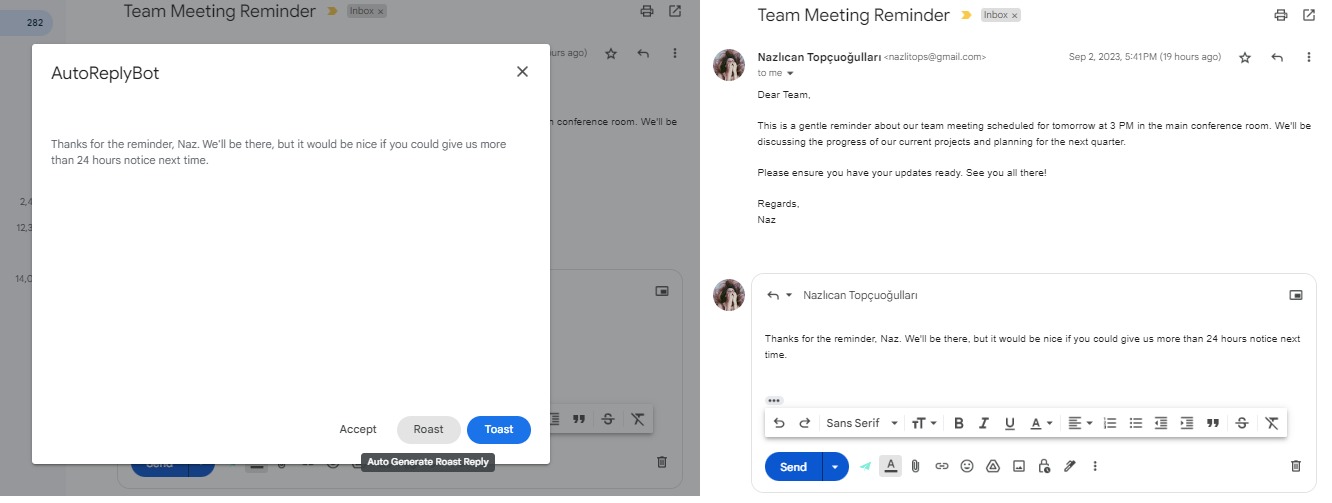 282
Team Meeting Reminder
Inbox ×
urs ago)
n conference room. We'll be
2,4
12,3
14,0
AutoReplyBot
Thanks for the reminder, Naz. We'll be there, but it would be nice if you could give us more
than 24 hours notice next time.
Accept
Roast
Toast
Auto Generate Roast Reply
Send
Team Meeting Reminder
Inbox ×
Nazlıcan Topçuoğulları <nazlitops@gmail.com>
Sep 2, 2023, 5:41 PM (19 hours ago)
to me
Dear Team,
This is a gentle reminder about our team meeting scheduled for tomorrow at 3 PM in the main conference room. We'll be
discussing the progress of our current projects and planning for the next quarter.
Please ensure you have your updates ready. See you all there!
Regards,
Naz
Nazlıcan Topçuoğulları
Thanks for the reminder, Naz. We'll be there, but it would be nice if you could give us more than 24 hours notice next
time.
Sans Serif
Send